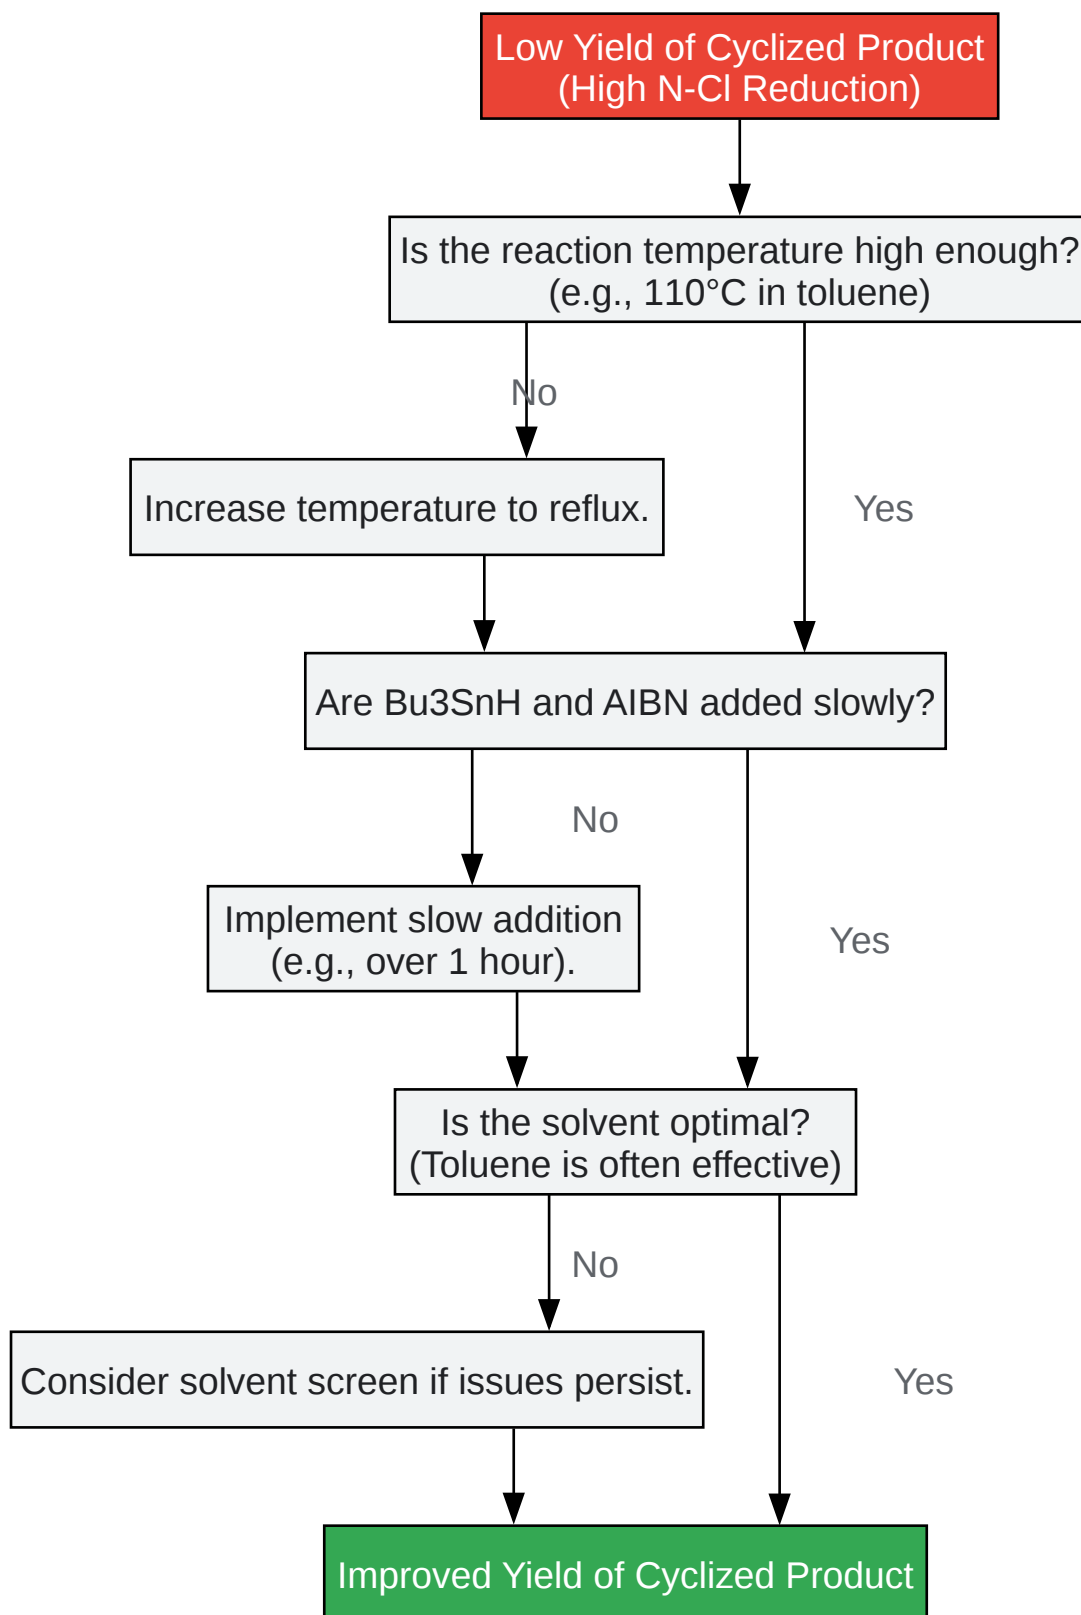 Low Yield of Cyclized Product
(High N-Cl Reduction)
Is the reaction temperature high enough?
(e.g., 110°C in toluene)
No
Increase temperature to reflux.
Yes
Are Bu3SnH and AIBN added slowly?
No
Implement slow addition
(e.g., over 1 hour).
Yes
Is the solvent optimal?
(Toluene is often effective)
No
Consider solvent screen if issues persist.
Yes
Improved Yield of Cyclized Product